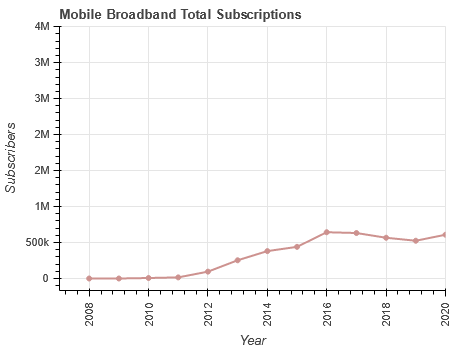 Mobile Broadband Total Subscriptions
4M
3M
3M
2M
2M
1M
500k
0
Subscribers
2008
2010
2012
2014
2016
2018
2020
Year